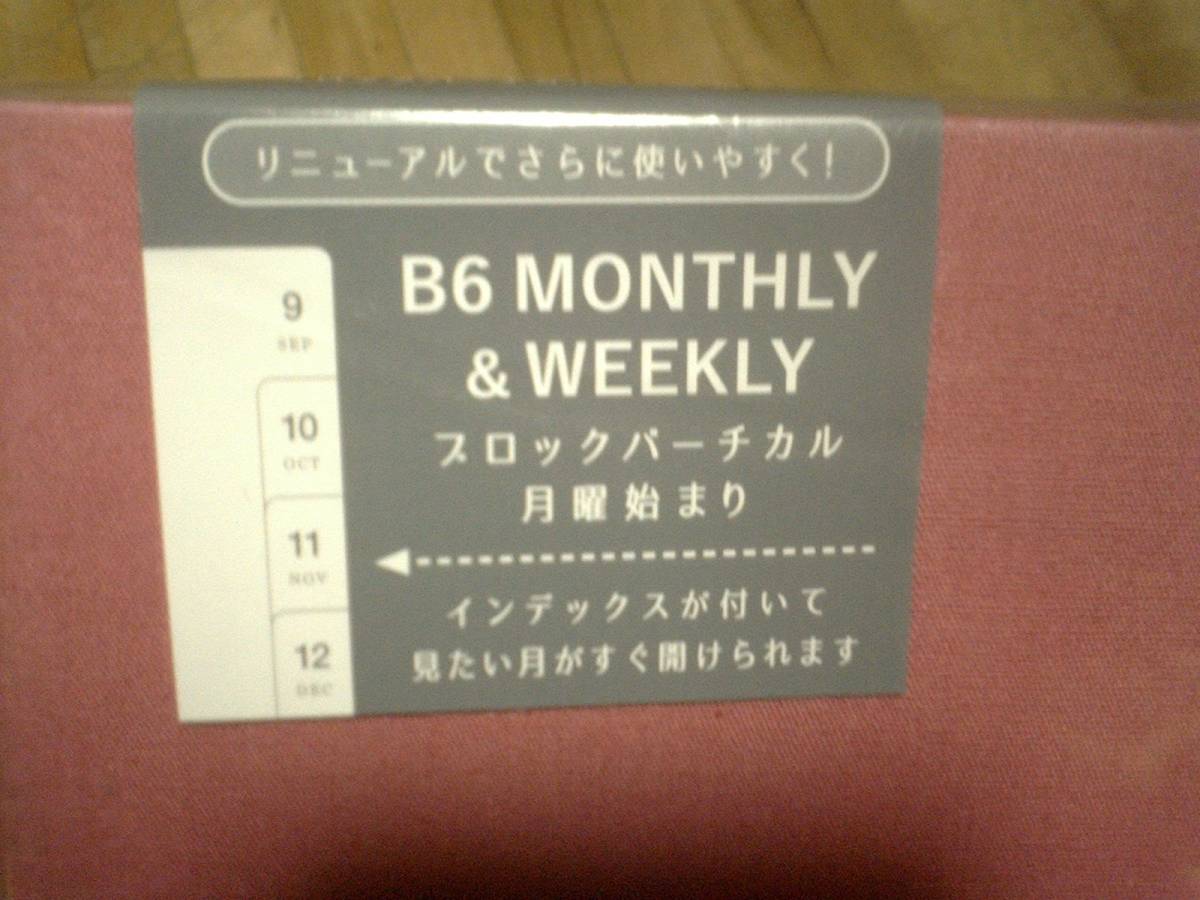 リニューアルでさらに使いやすく!
B6 MONTHLY
& WEEKLY
ブロックバーチカル
月曜始まり
インデックスが付いて
見たい月がすぐ開けられます
9
SEP
10
OCT
11
NOV
12
DEC